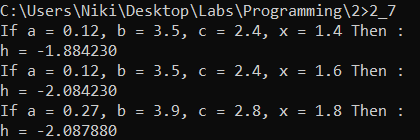 C:\Users\Niki\Desktop\Labs\Programming\2>2_7
If a = 0.12, b = 3.5, c = 2.4, x = 1.4 Then :
h = -1.884230
If a = 0.12, b = 3.5, c = 2.4, x = 1.6 Then :
h = -2.084230
If a = 0.27, b = 3.9, c = 2.8, x = 1.8 Then :
h = -2.087880